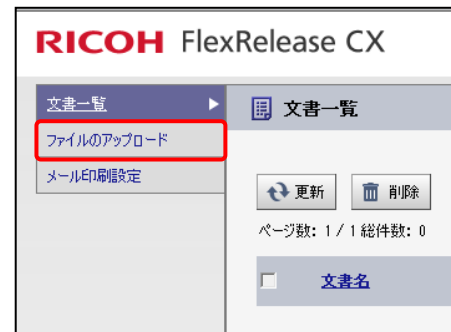 RICOH FlexRelease CX
文書一覧
ファイルのアップロード
メール印刷設定
文書一覧
更新 削除
ページ数: 1 / 1 総件数: 0
文書名